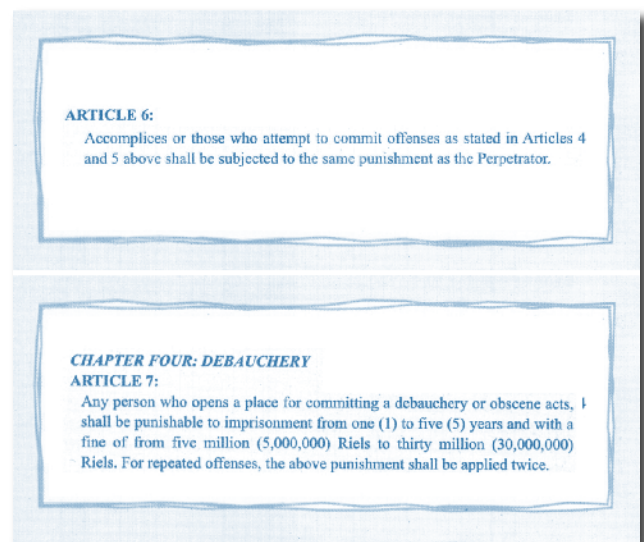 ARTICLE 6:
Accomplices or those who attempt to commit offenses as stated in Articles 4
and 5 above shall be subjected to the same punishment as the Perpetrator.
CHAPTER FOUR: DEBAUCHERY
ARTICLE 7:
Any person who opens a place for committing a debauchery or obscene acts,
shall be punishable to imprisonment from one (1) to five (5) years and with a
fine of from five million (5,000,000) Riels to thirty million (30,000,000)
Riels. For repeated offenses, the above punishment shall be applied twice.